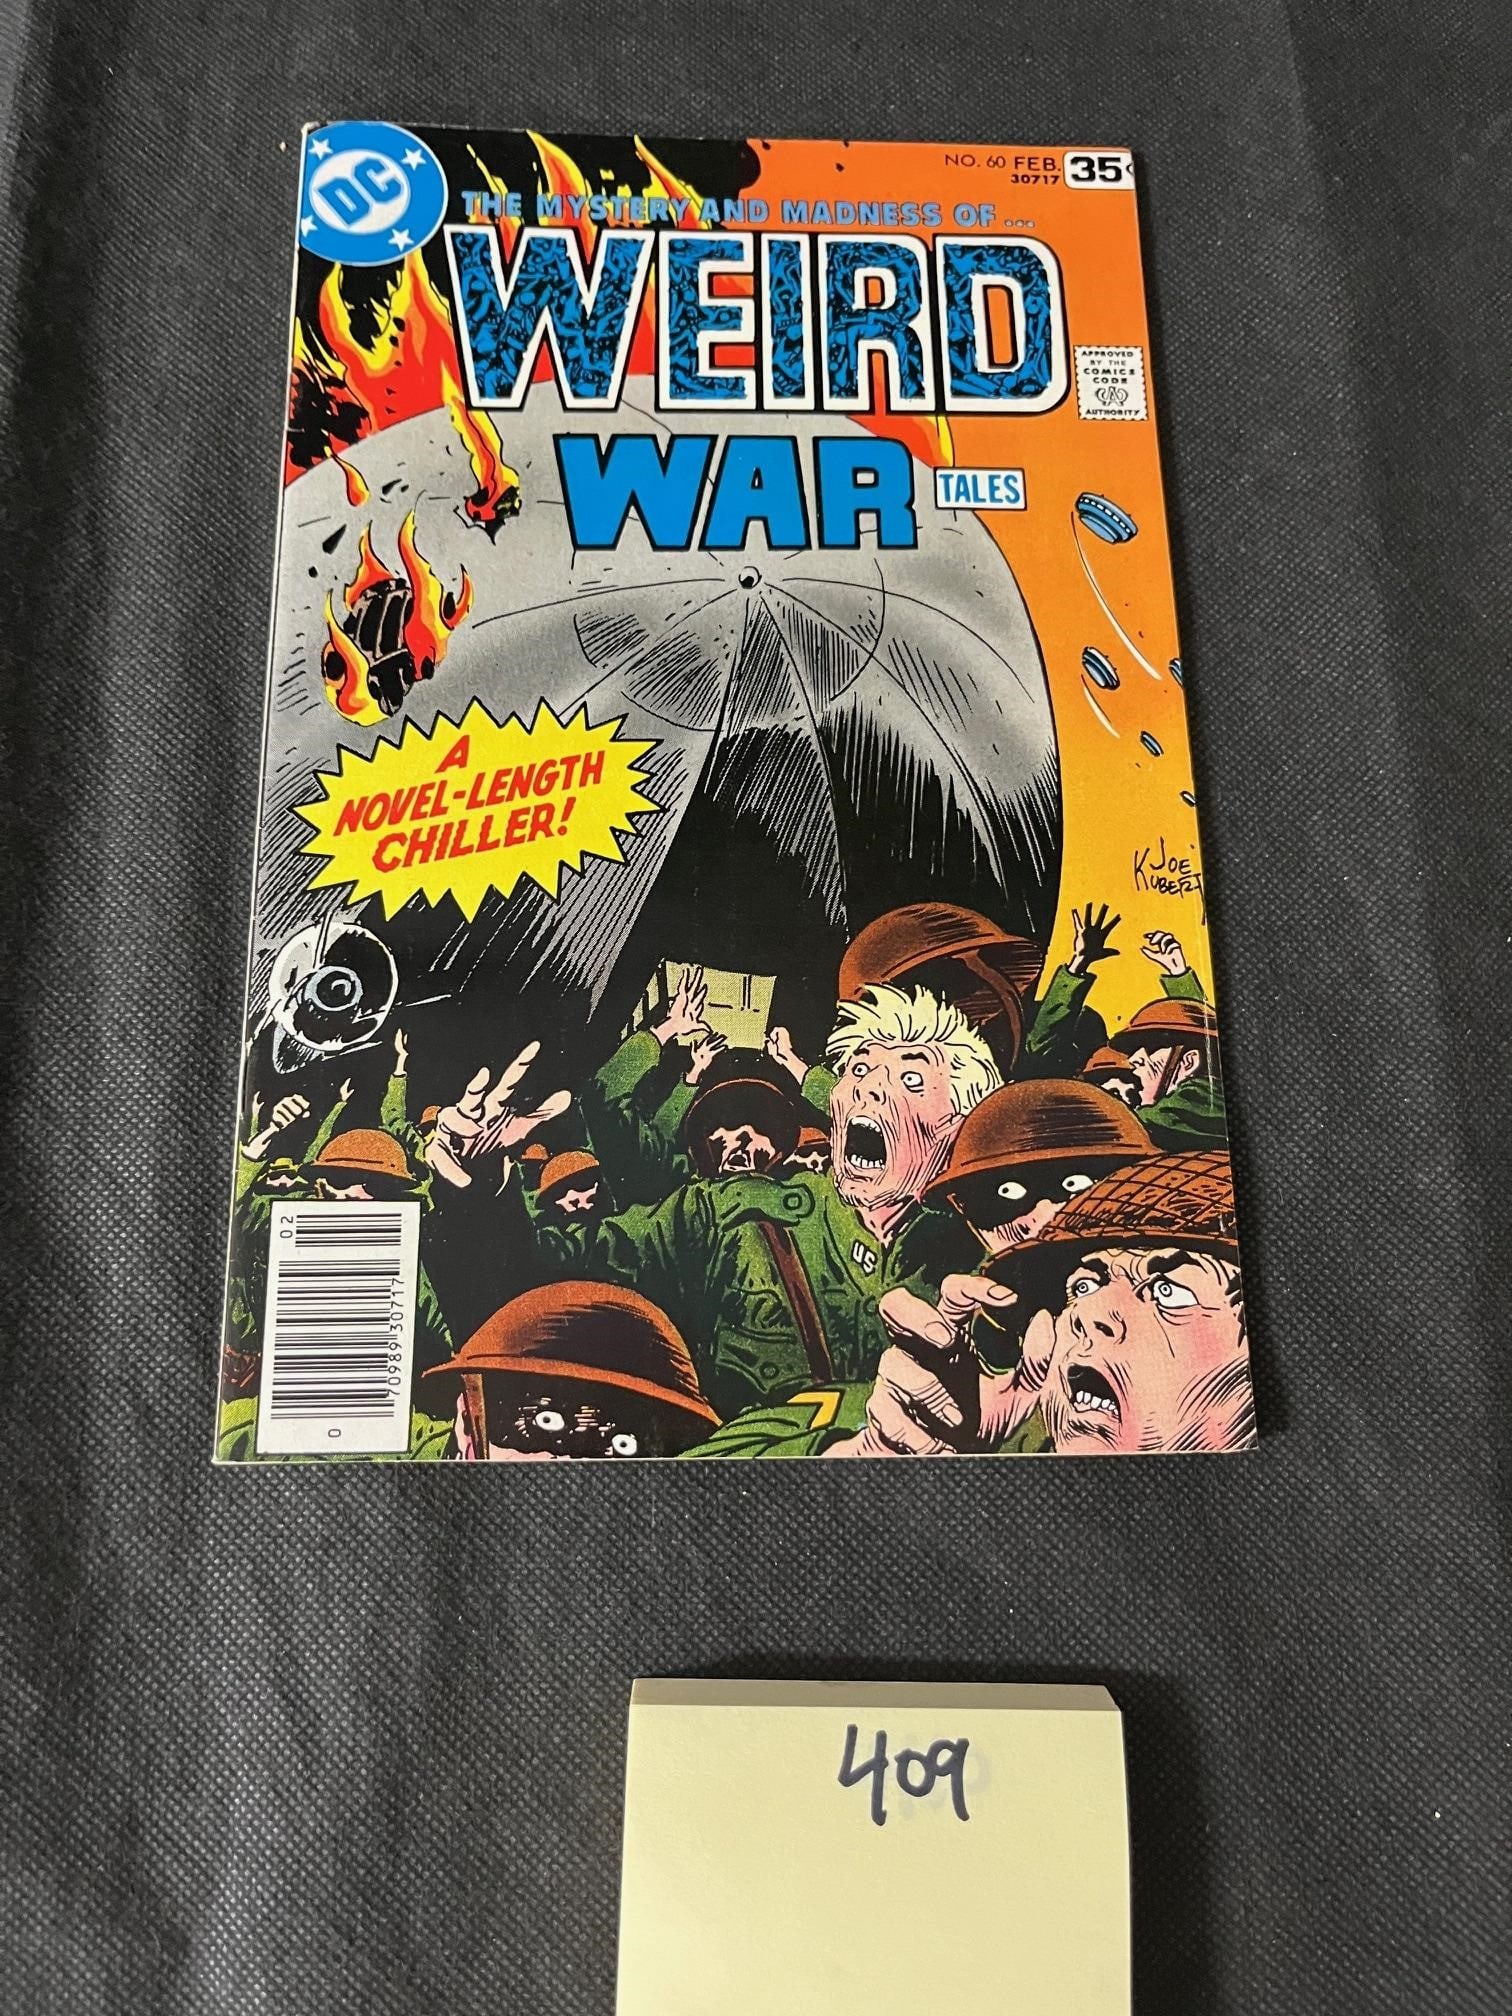 DC
NO. 60 FEB. 35¢
30717
THE MYSTERY AND MADNESS OF...
WEIRD
WAR
TALES
APPROVED
BY THE
COMICS
CODE
CA
AUTHORITY
A
NOVEL-LENGTH
CHILLER!
JOE
KUBERT
US
02
70989 30717
0
409